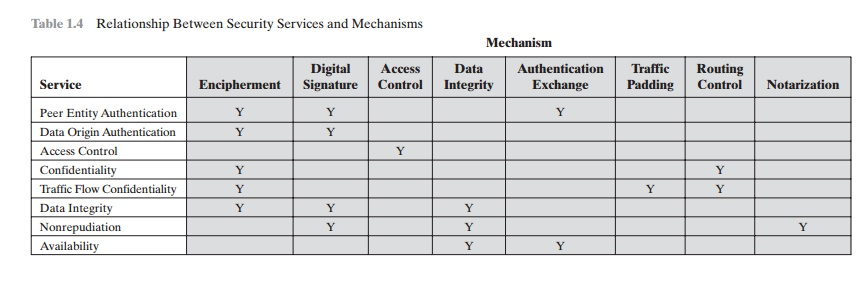 Table 1.4 Relationship Between Security Services and Mechanisms
Mechanism
Service Encipherment Digital Signature Access Control Data Integrity Authentication Exchange Traffic Padding Routing Control Notarization
Peer Entity Authentication Y Y Y
Data Origin Authentication Y Y
Access Control Y
Confidentiality Y Y
Traffic Flow Confidentiality Y Y Y
Data Integrity Y Y Y
Nonrepudiation Y Y Y
Availability Y Y